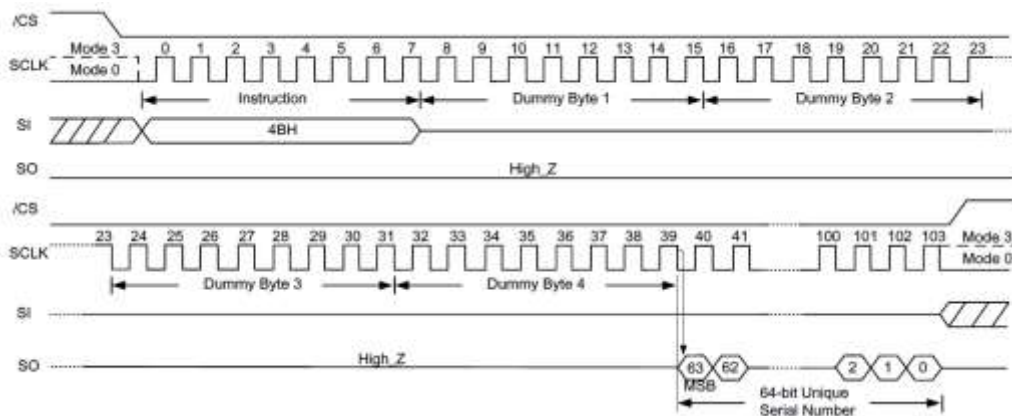 /CS
Mode 3 0 1 2 3 4 5 6 7 8 9 10 11 12 13 14 15 16 17 18 19 20 21 22 23
SCLK
Mode 0
Instruction Dummy Byte 1 Dummy Byte 2
SI 4BH
SO High_Z
/CS
23 24 25 26 27 28 29 30 31 32 33 34 35 36 37 38 39 40 41 100 101 102 103 Mode 3
SCLK Mode 0
Dummy Byte 3 Dummy Byte 4
SI
SO High_Z 63 62 2 1 0
MSB 64-bit Unique
Serial Number